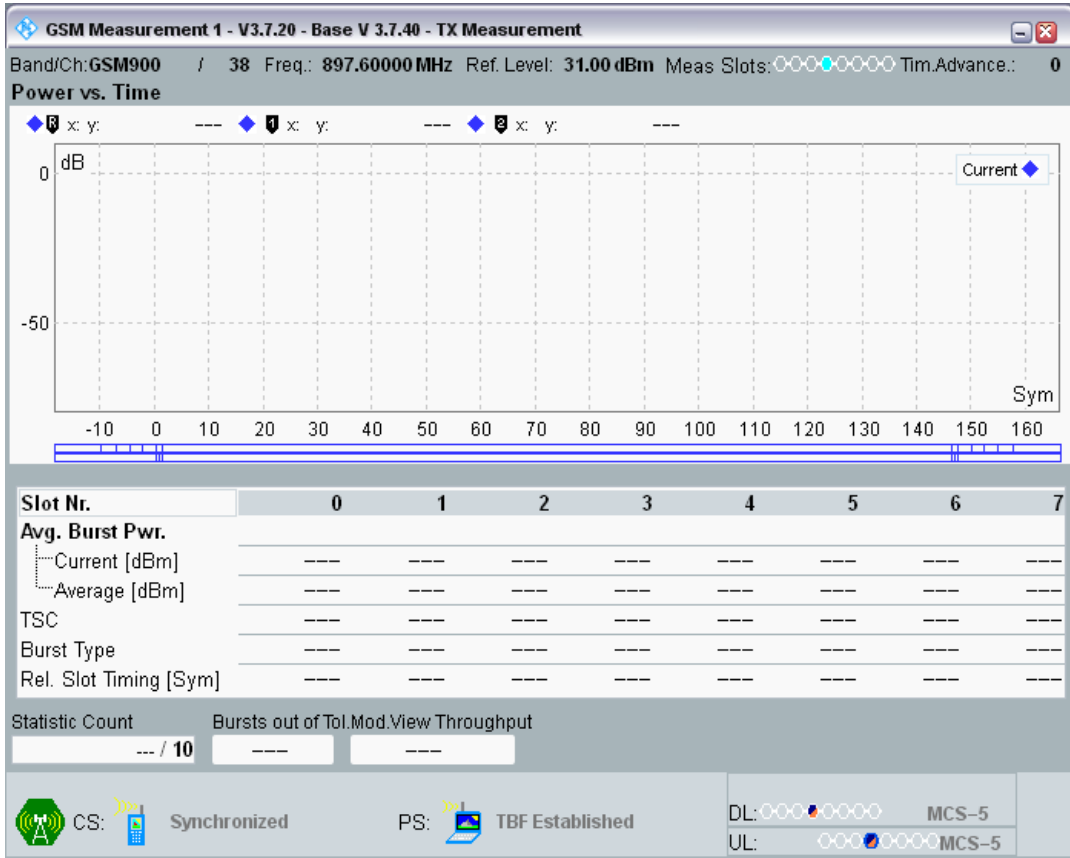 GSM Measurement 1 - V3.7.20 - Base V 3.7.40 - TX Measurement
Band/Ch:GSM900 / 38 Freq.: 897.60000 MHz Ref. Level: 31.00 dBm Meas Slots: Tim.Advance.: 0
Power vs. Time
R x: y: --- 1 x: y: --- 2 x: y: ---
dB
Current
0
-50
Sym
-10 0 10 20 30 40 50 60 70 80 90 100 110 120 130 140 150 160
Slot Nr. 0 1 2 3 4 5 6 7
Avg. Burst Pwr.
Current [dBm] --- --- --- --- --- --- --- ---
Average [dBm] --- --- --- --- --- --- --- ---
TSC --- --- --- --- --- --- --- ---
Burst Type --- --- --- --- --- --- --- ---
Rel. Slot Timing [Sym] --- --- --- --- --- --- --- ---
Statistic Count Bursts out of Tol.Mod.View Throughput
--- / 10 --- ---
CS: Synchronized PS: TBF Established DL: MCS-5
UL: MCS-5